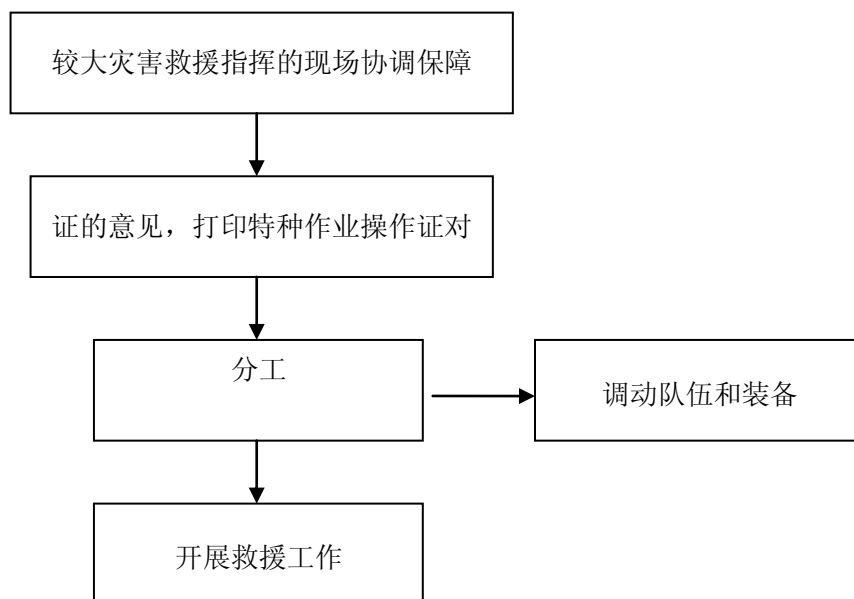 较大灾害救援指挥的现场协调保障
证的意见，打印特种作业操作证对
分工
调动队伍和装备
开展救援工作